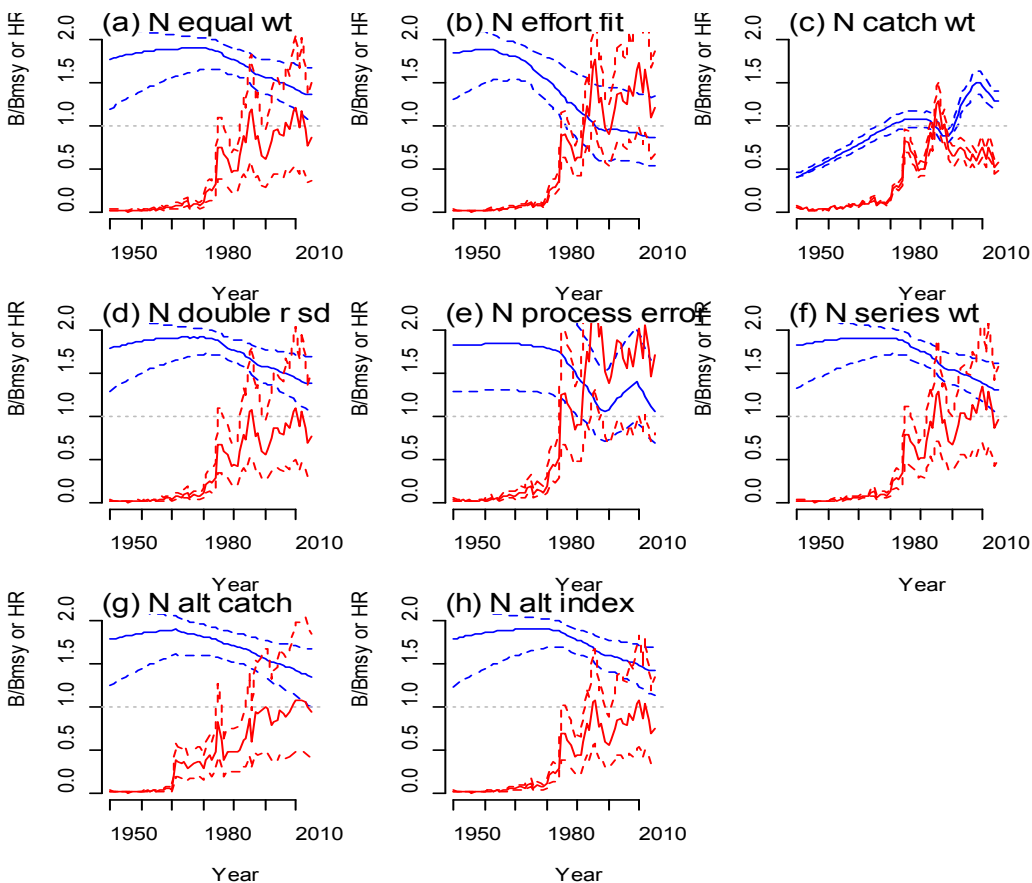 (a) N equal wt
B/Bmsy or HR
0.0 0.5 1.0 1.5 2.0
1950 1980 2010
Year
(b) N effort fit
B/Bmsy or HR
0.0 0.5 1.0 1.5 2.0
1950 1980 2010
Year
(c) N catch wt
B/Bmsy or HR
0.0 0.5 1.0 1.5 2.0
1950 1980 2010
Year
(d) N double r sd
B/Bmsy or HR
0.0 0.5 1.0 1.5 2.0
1950 1980 2010
Year
(e) N process error
B/Bmsy or HR
0.0 0.5 1.0 1.5 2.0
1950 1980 2010
Year
(f) N series wt
B/Bmsy or HR
0.0 0.5 1.0 1.5 2.0
1950 1980 2010
Year
(g) N alt catch
B/Bmsy or HR
0.0 0.5 1.0 1.5 2.0
1950 1980 2010
Year
(h) N alt index
B/Bmsy or HR
0.0 0.5 1.0 1.5 2.0
1950 1980 2010
Year